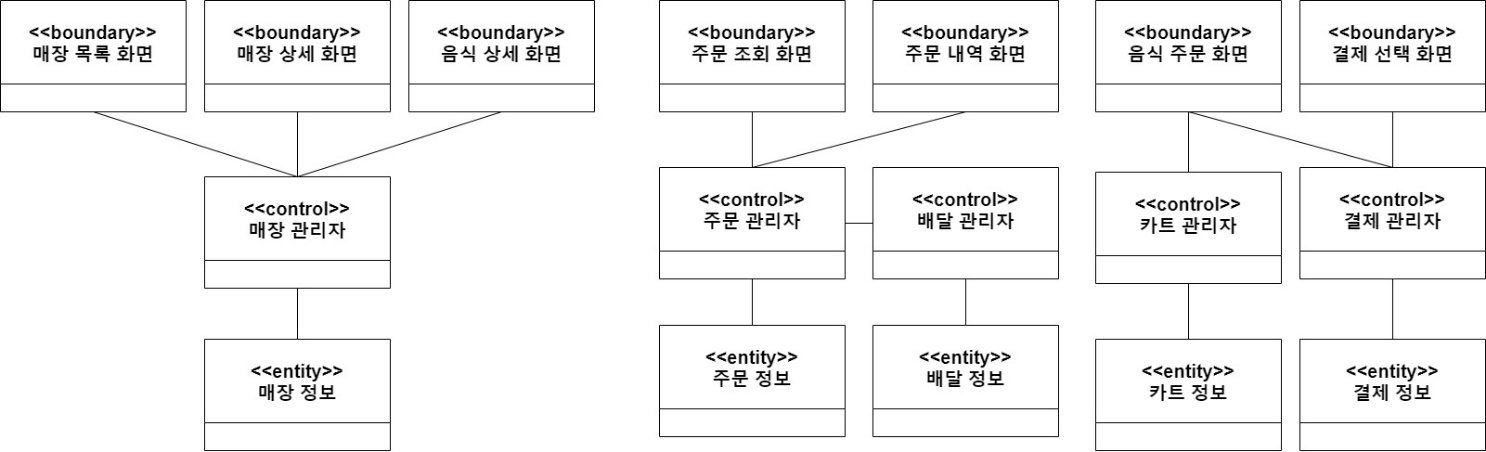 <<boundary>>
매장 목록 화면
<<boundary>>
매장 상세 화면
<<boundary>>
음식 상세 화면
<<boundary>>
주문 조회 화면
<<boundary>>
주문 내역 화면
<<boundary>>
음식 주문 화면
<<boundary>>
결제 선택 화면
<<control>>
매장 관리자
<<control>>
주문 관리자
<<control>>
배달 관리자
<<control>>
카트 관리자
<<control>>
결제 관리자
<<entity>>
매장 정보
<<entity>>
주문 정보
<<entity>>
배달 정보
<<entity>>
카트 정보
<<entity>>
결제 정보